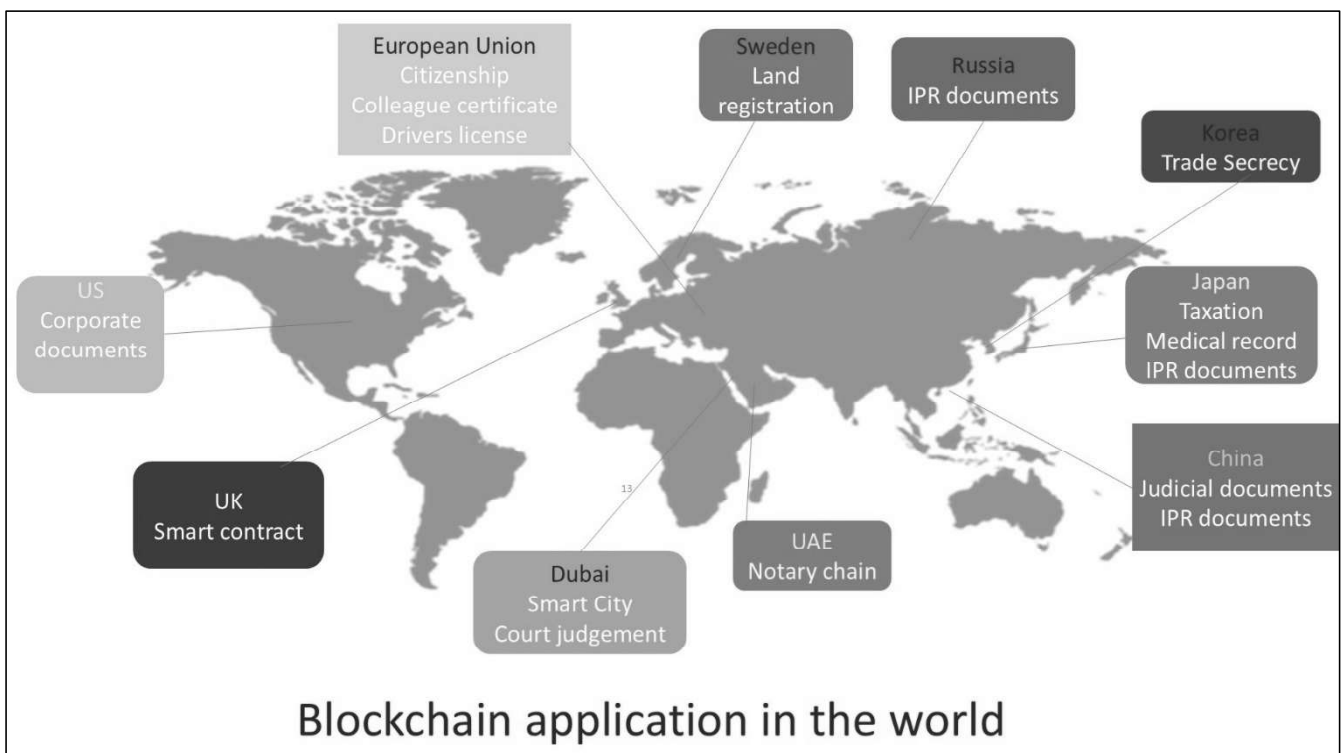 European Union
Citizenship
Colleague certificate
Drivers license
Sweden
Land
registration
Russia
IPR documents
Korea
Trade Secrecy
US
Corporate
documents
Japan
Taxation
Medical record
IPR documents
China
Judicial documents
IPR documents
UK
Smart contract
13
Dubai
Smart City
Court judgement
UAE
Notary chain
Blockchain application in the world